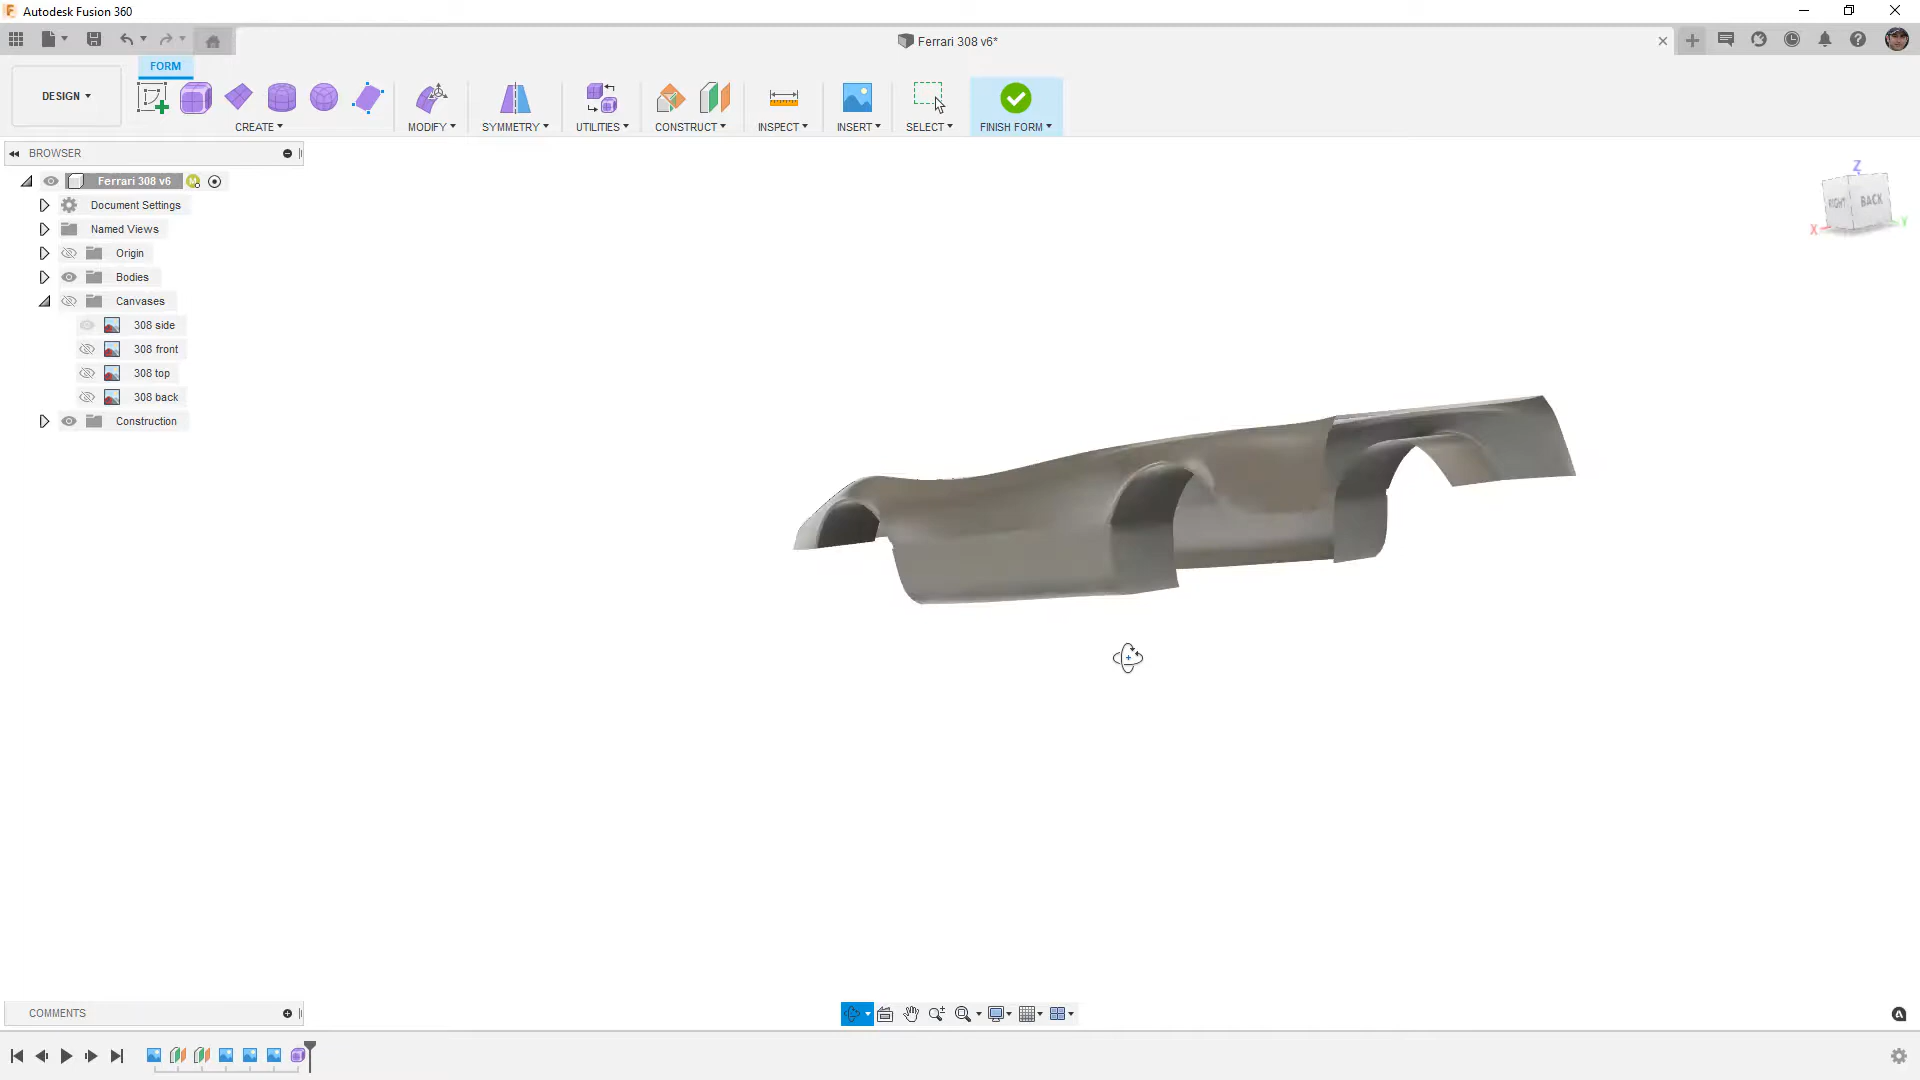 Autodesk Fusion 360
Ferrari 308 v6*
FORM
DESIGN
CREATE
MODIFY
SYMMETRY
UTILITIES
CONSTRUCT
INSPECT
INSERT
SELECT
FINISH FORM
BROWSER
Ferrari 308 v6
Document Settings
Named Views
Origin
Bodies
Canvases
308 side
308 front
308 top
308 back
Construction
Z
RIGHT
BACK
X
Y
COMMENTS